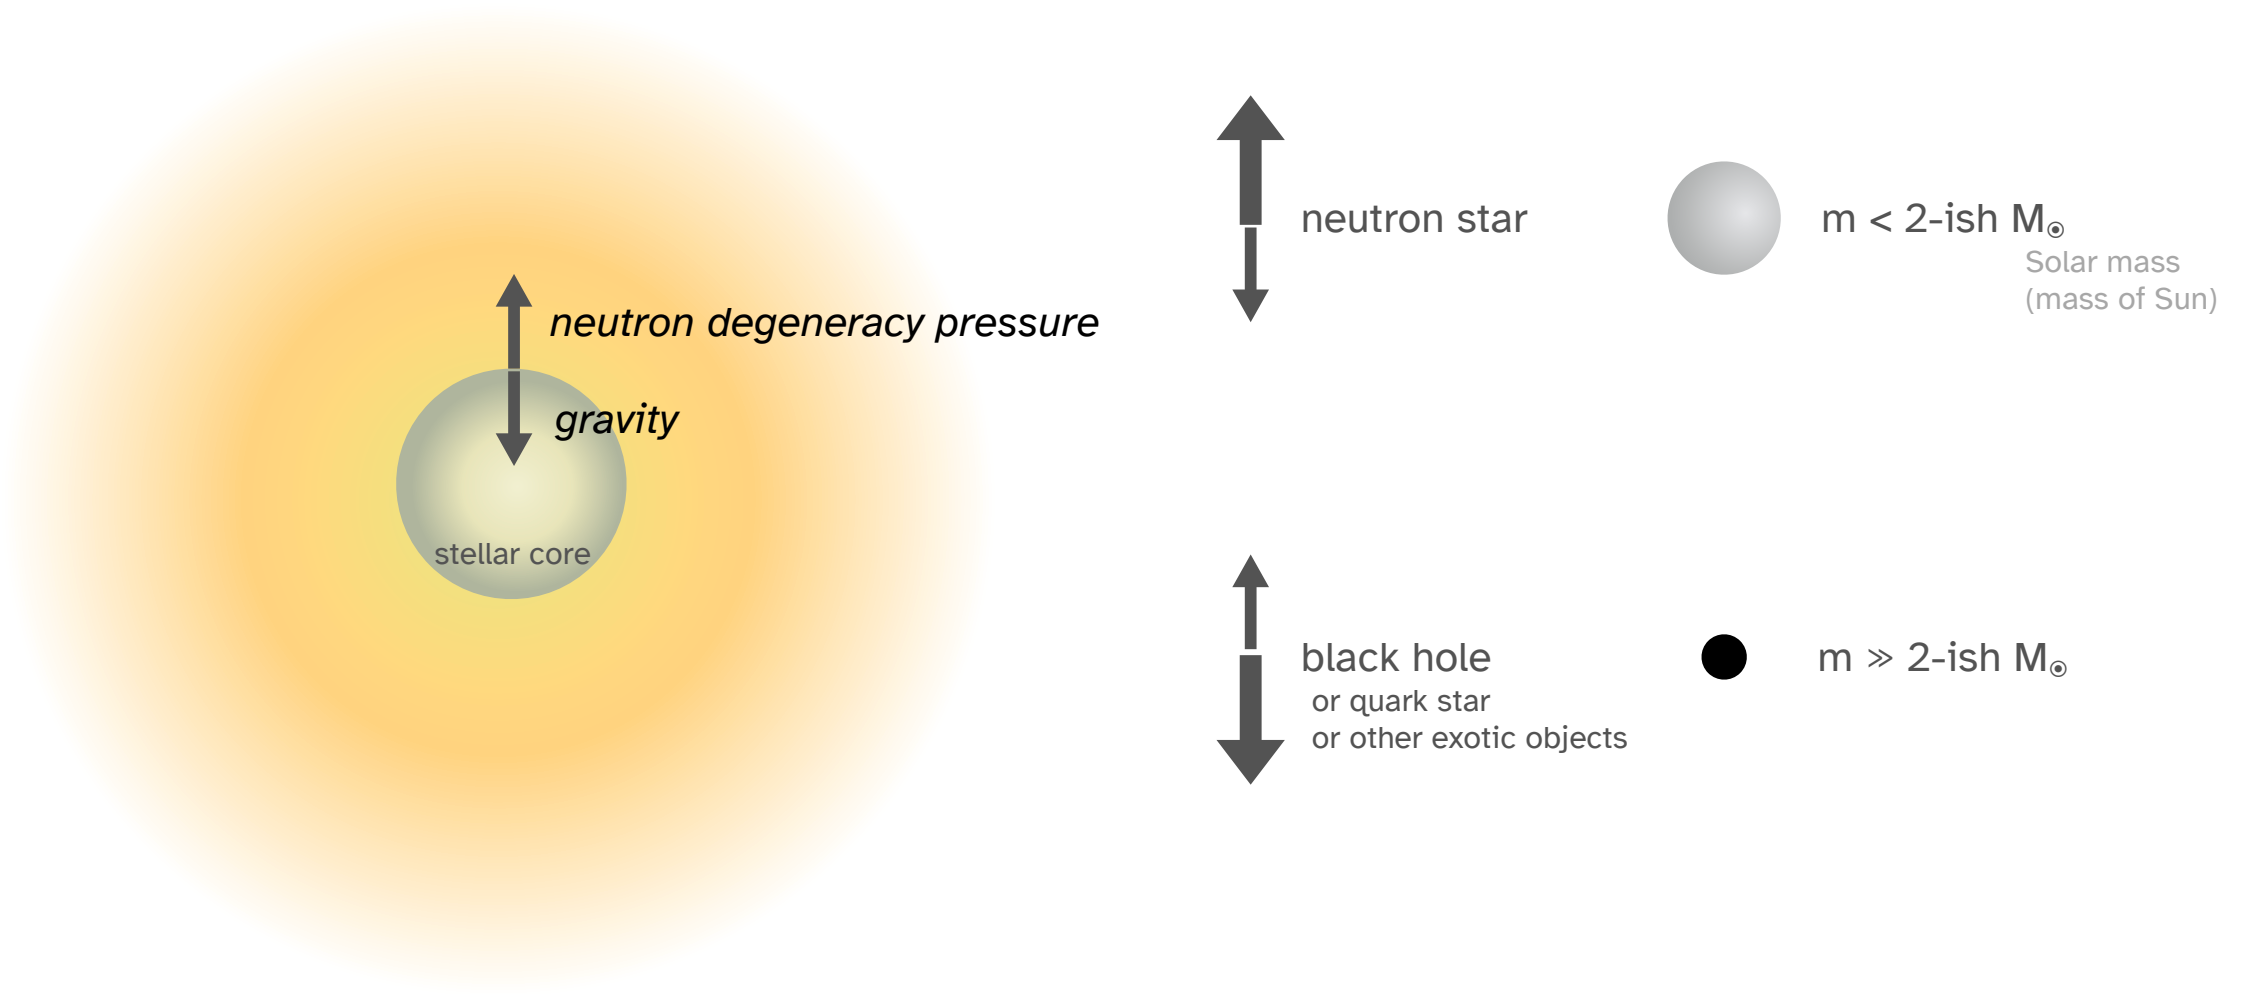 neutron degeneracy pressure
gravity
stellar core
neutron star
m < 2-ish M☉
Solar mass
(mass of Sun)
black hole
or quark star
or other exotic objects
m ≫ 2-ish M☉